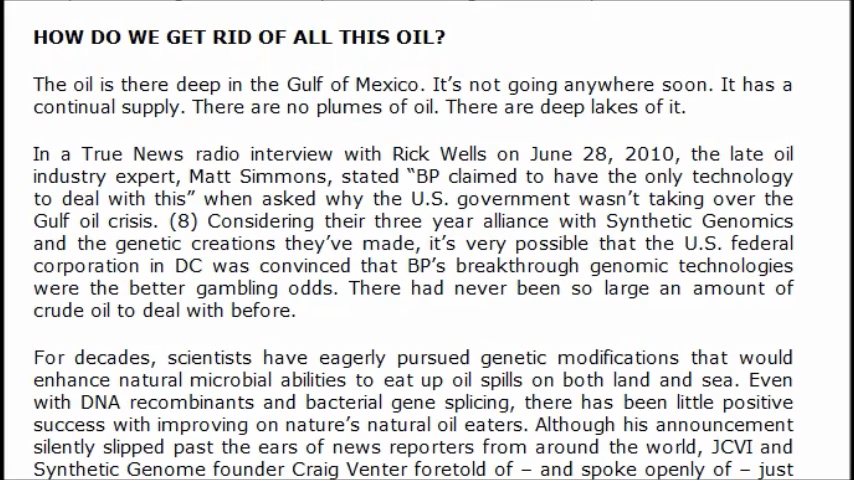 HOW DO WE GET RID OF ALL THIS OIL?
The oil is there deep in the Gulf of Mexico. It's not going anywhere soon. It has a
continual supply. There are no plumes of oil. There are deep lakes of it.
In a True News radio interview with Rick Wells on June 28, 2010, the late oil
industry expert, Matt Simmons, stated "BP claimed to have the only technology
to deal with this" when asked why the U.S. government wasn't taking over the
Gulf oil crisis. (8) Considering their three year alliance with Synthetic Genomics
and the genetic creations they've made, it's very possible that the U.S. federal
corporation in DC was convinced that BP's breakthrough genomic technologies
were the better gambling odds. There had never been so large an amount of
crude oil to deal with before.
For decades, scientists have eagerly pursued genetic modifications that would
enhance natural microbial abilities to eat up oil spills on both land and sea. Even
with DNA recombinants and bacterial gene splicing, there has been little positive
success with improving on nature's natural oil eaters. Although his announcement
silently slipped past the ears of news reporters from around the world, JCVI and
Synthetic Genome founder Craig Venter foretold of – and spoke openly of – just